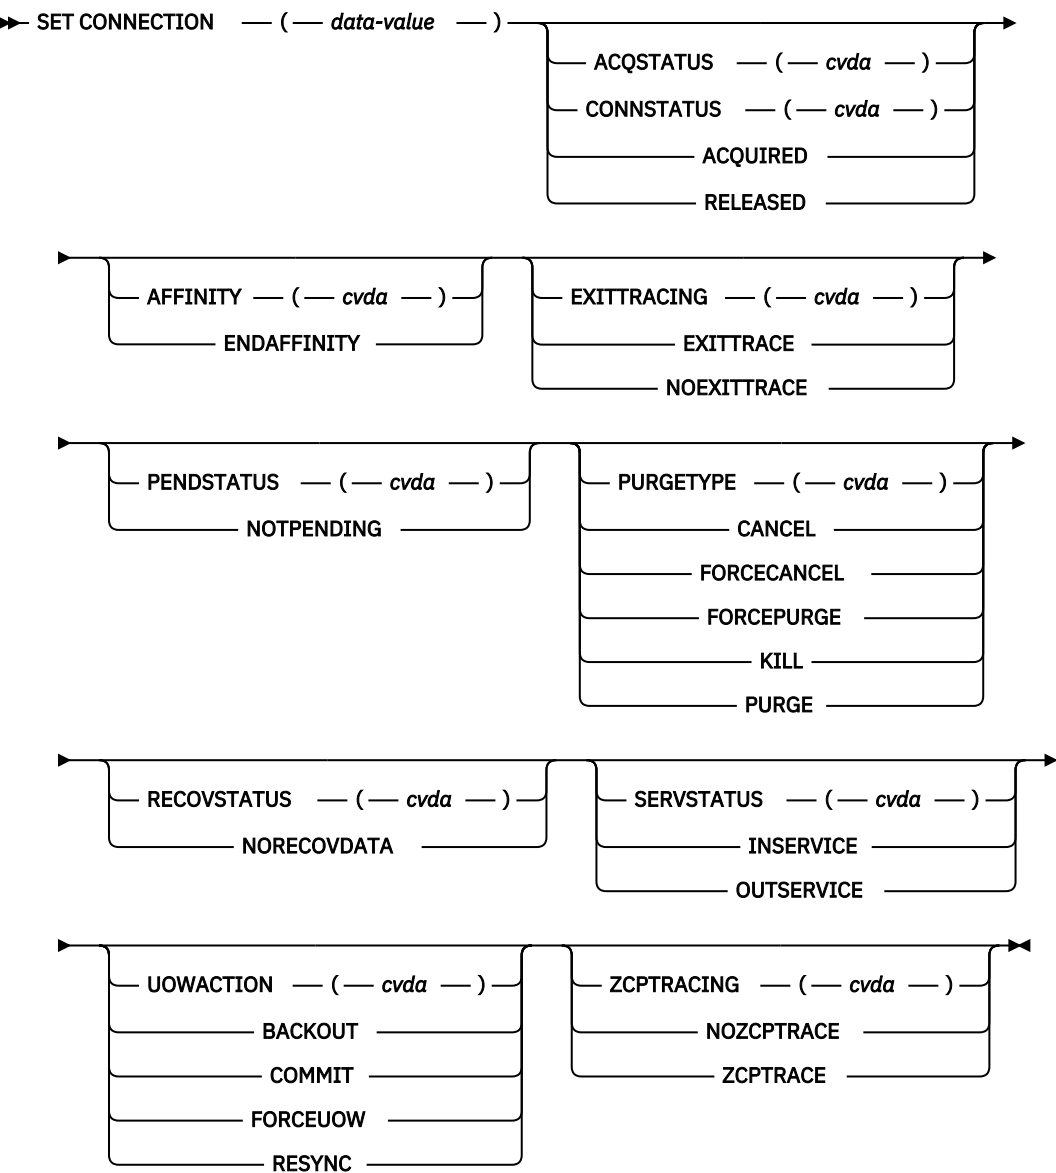 SET CONNECTION ( data-value )
ACQSTATUS ( cvda )
CONNSTATUS ( cvda )
ACQUIRED
RELEASED
AFFINITY ( cvda )
ENDAFFINITY
EXITTRACING ( cvda )
EXITTRACE
NOEXITTRACE
PENDSTATUS ( cvda )
NOTPENDING
PURGETYPE ( cvda )
CANCEL
FORCECANCEL
FORCEPURGE
KILL
PURGE
RECOVSTATUS ( cvda )
NORECOVDATA
SERVSTATUS ( cvda )
INSERVICE
OUTSERVICE
UOWACTION ( cvda )
BACKOUT
COMMIT
FORCEUOW
RESYNC
ZCPTRACING ( cvda )
NOZCPTRACE
ZCPTRACE